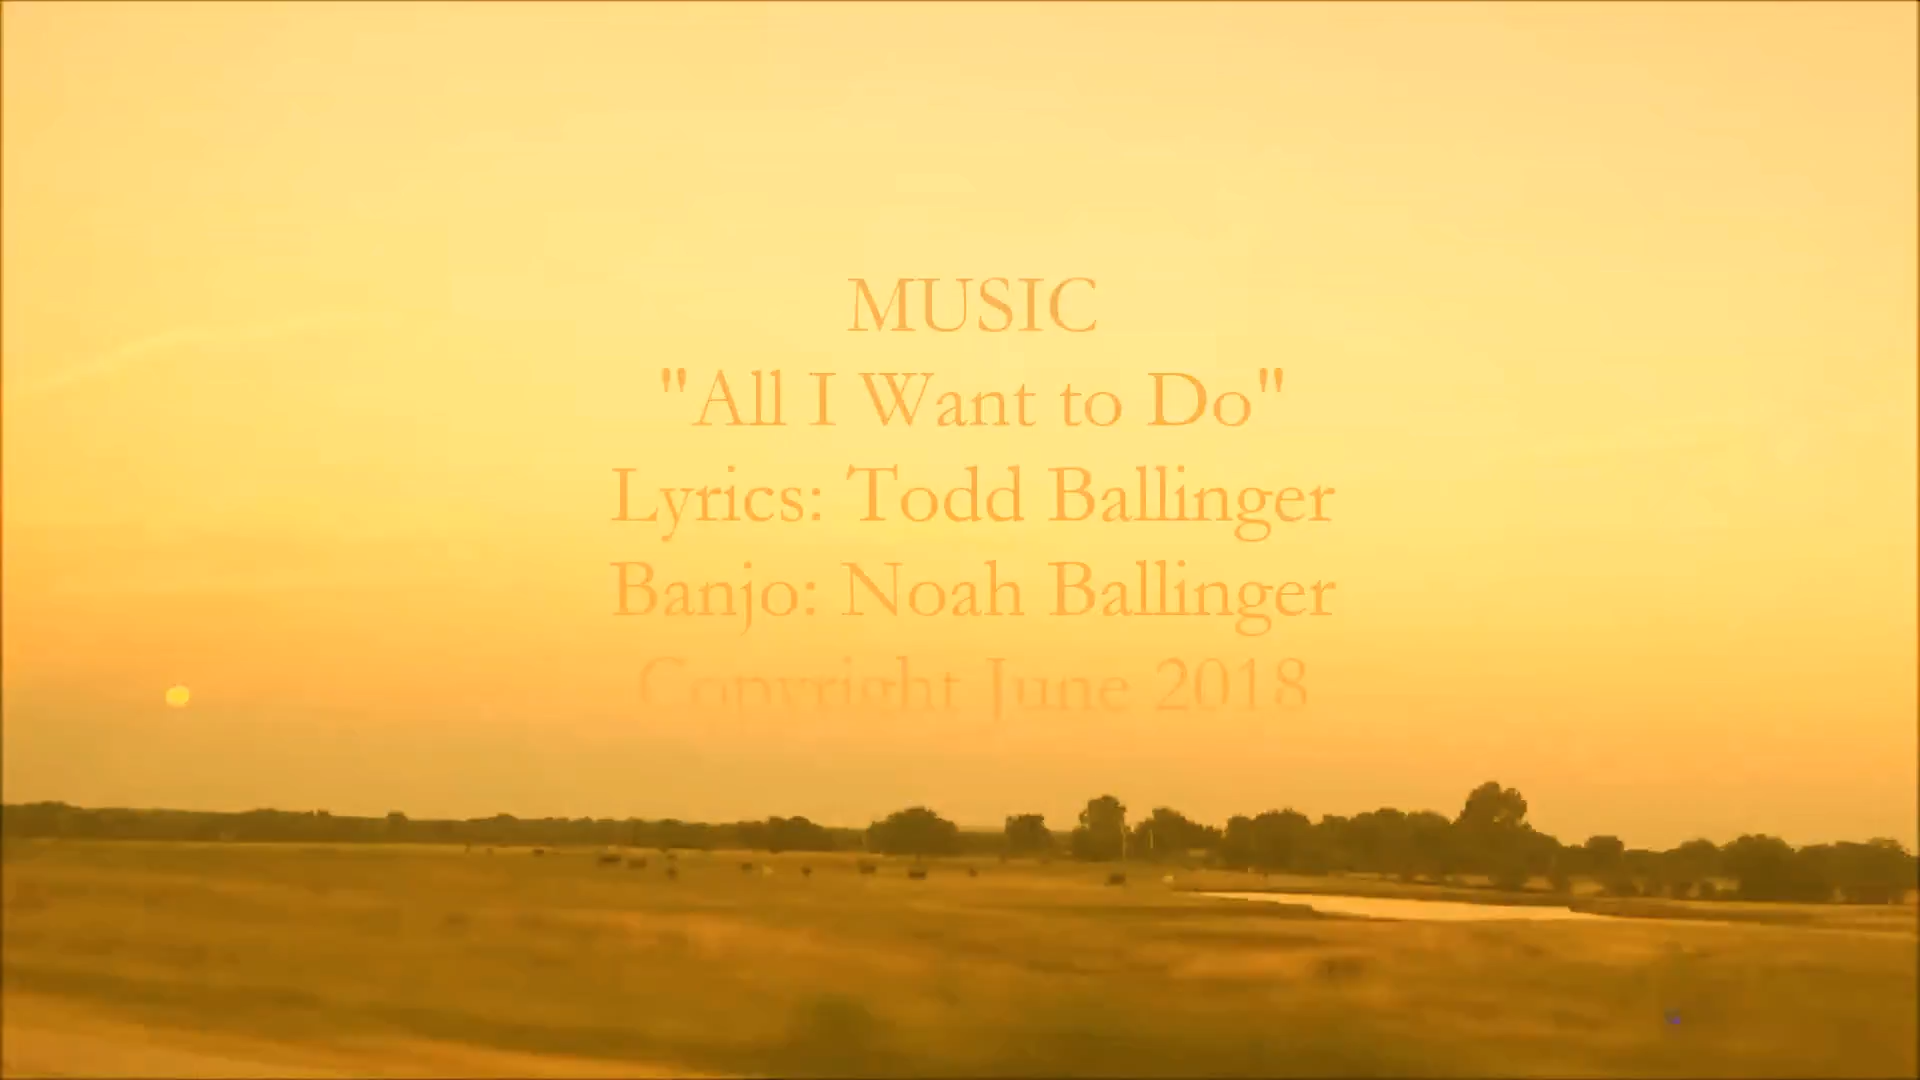 MUSIC
"All I Want to Do"
Lyrics: Todd Ballinger
Banjo: Noah Ballinger
Copyright June 2018